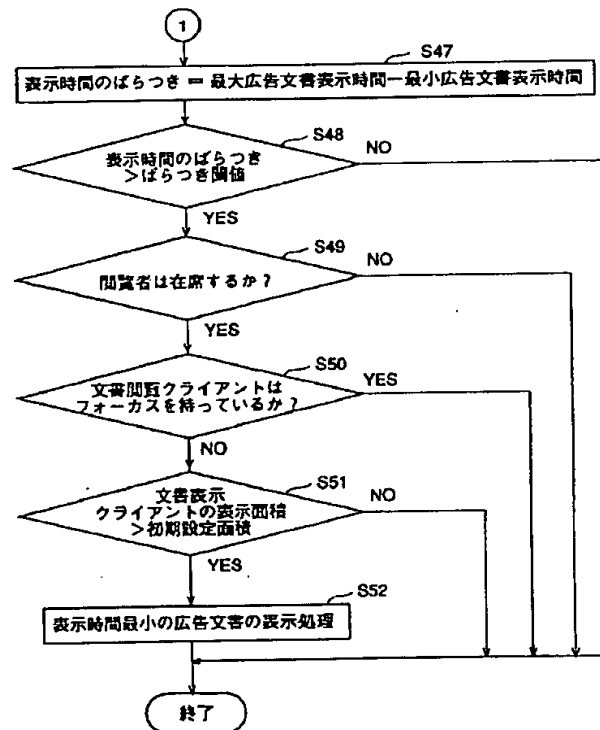 1
S47
表示時間のばらつき = 最大広告文書表示時間ー最小広告文書表示時間
S48
NO
表示時間のばらつき
>ばらつき閾値
YES
S49
NO
閲覧者は在席するか?
YES
S50
YES
文書閲覧クライアントは
フォーカスを持っているか?
NO
S51
NO
文書表示
クライアントの表示面積
>初期設定面積
YES
S52
表示時間最小の広告文書の表示処理
終了